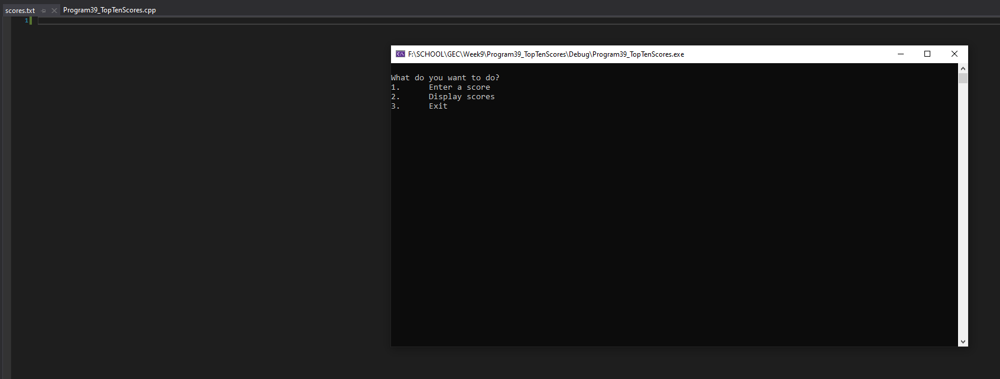 scores.txt Program39_TopTenScores.cpp
1
F:\SCHOOL\GEC\Week9\Program39_TopTenScores\Debug\Program39_TopTenScores.exe
What do you want to do?
1. Enter a score
2. Display scores
3. Exit